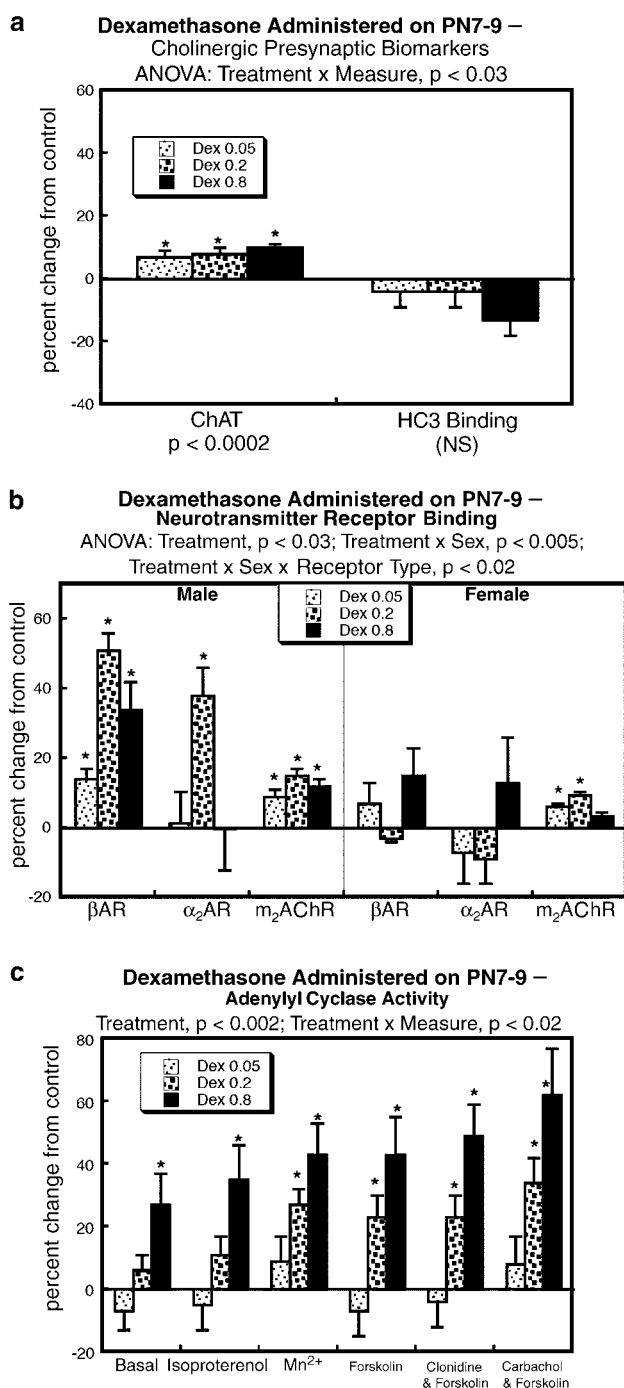 a
Dexamethasone Administered on PN7-9 –
Cholinergic Presynaptic Biomarkers
ANOVA: Treatment x Measure, p < 0.03
percent change from control
60
40
20
0
-20
-40
Dex 0.05
Dex 0.2
Dex 0.8
* * *
ChAT HC3 Binding
p < 0.0002 (NS)
b
Dexamethasone Administered on PN7-9 –
Neurotransmitter Receptor Binding
ANOVA: Treatment, p < 0.03; Treatment x Sex, p < 0.005;
Treatment x Sex x Receptor Type, p < 0.02
Male Female
Dex 0.05
Dex 0.2
Dex 0.8
percent change from control
60
40
20
0
-20
* * * * * * * * *
βAR α₂AR m₂AChR βAR α₂AR m₂AChR
c
Dexamethasone Administered on PN7-9 –
Adenylyl Cyclase Activity
Treatment, p < 0.002; Treatment x Measure, p < 0.02
percent change from control
80
60
40
20
0
-20
Dex 0.05
Dex 0.2
Dex 0.8
* * * * * * * * * *
Basal Isoproterenol Mn²⁺ Forskolin Clonidine & Forskolin Carbachol & Forskolin